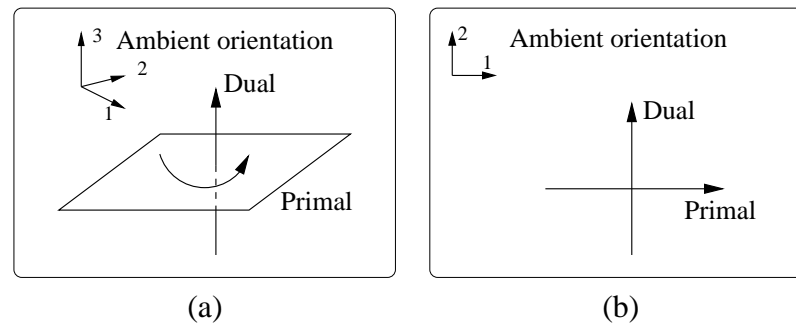 3
Ambient orientation
2
1
Dual
Primal
(a)
2
Ambient orientation
1
Dual
Primal
(b)